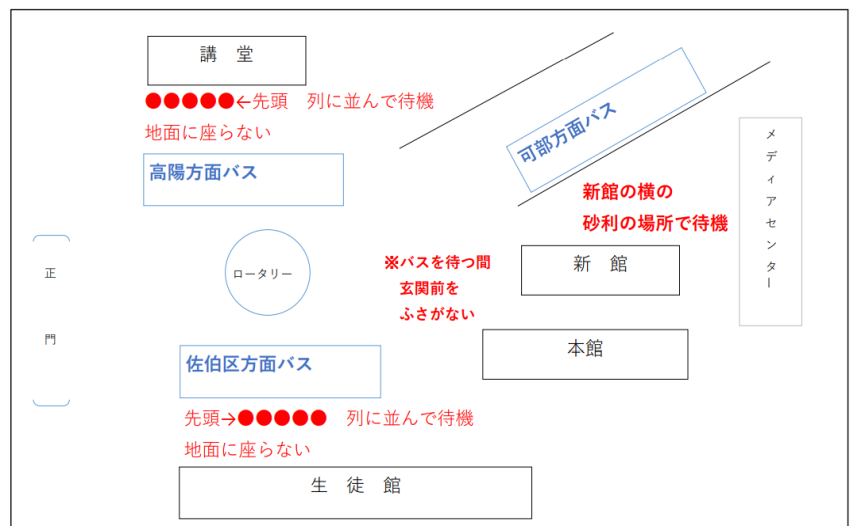 講　堂
●●●●●←先頭　列に並んで待機
地面に座らない
高陽方面バス
可部方面バス
メディアセンター
新館の横の
砂利の場所で待機
正　門
ロータリー
※バスを待つ間
玄関前を
ふさがない
新　館
本館
佐伯区方面バス
先頭→●●●●●　列に並んで待機
地面に座らない
生　徒　館